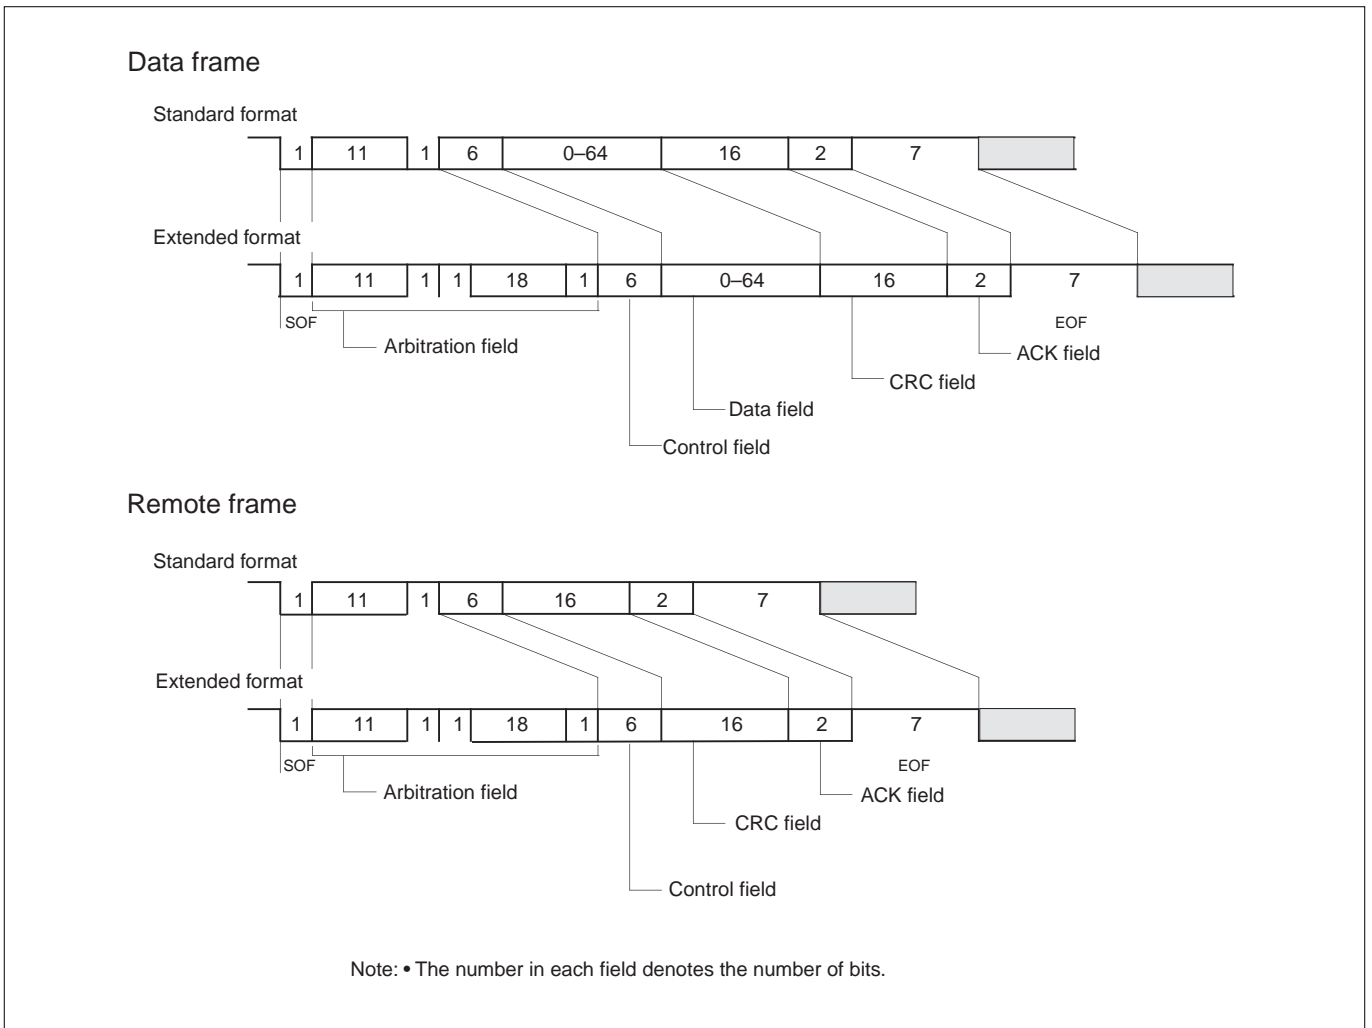 Data frame
Standard format
1 11 1 6 0–64 16 2 7
Extended format
1 11 1 1 18 1 6 0–64 16 2 7
SOF EOF
Arbitration field ACK field
CRC field
Data field
Control field
Remote frame
Standard format
1 11 1 6 16 2 7
Extended format
1 11 1 1 18 1 6 16 2 7
SOF EOF
Arbitration field ACK field
CRC field
Control field
Note: • The number in each field denotes the number of bits.